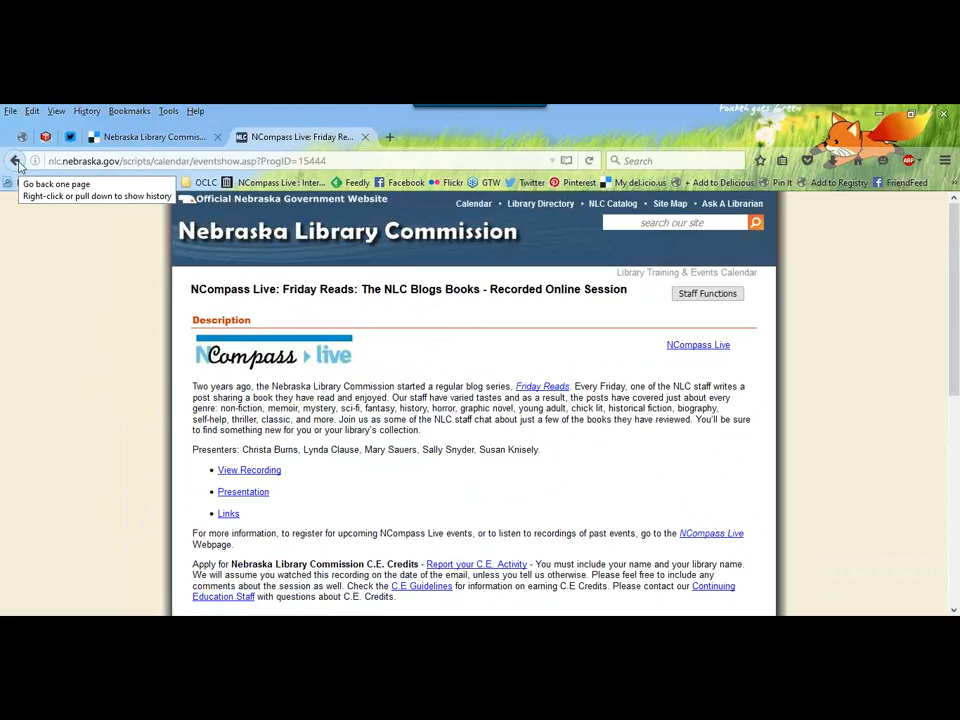 foxkeh goes Green
File Edit View History Bookmarks Tools Help
Nebraska Library Commis... NLC NCompass Live: Friday Re...
nlc.nebraska.gov/scripts/calendar/eventshow.asp?ProgID=15444 Search ABP
Go back one page
Right-click or pull down to show history
OCLC NCompass Live: Inter... Feedly Facebook Flickr GTW Twitter Pinterest My del.icio.us + Add to Delicious Pin It Add to Registry FriendFeed
Official Nebraska Government Website
Calendar • Library Directory • NLC Catalog • Site Map • Ask A Librarian
search our site
Nebraska Library Commission
Library Training & Events Calendar
NCompass Live: Friday Reads: The NLC Blogs Books - Recorded Online Session
Staff Functions
Description
NCompass live
NCompass Live
Two years ago, the Nebraska Library Commission started a regular blog series, Friday Reads. Every Friday, one of the NLC staff writes a
post sharing a book they have read and enjoyed. Our staff have varied tastes and as a result, the posts have covered just about every
genre: non-fiction, memoir, mystery, sci-fi, fantasy, history, horror, graphic novel, young adult, chick lit, historical fiction, biography,
self-help, thriller, classic, and more. Join us as some of the NLC staff chat about just a few of the books they have reviewed. You'll be sure
to find something new for you or your library's collection.
Presenters: Christa Burns, Lynda Clause, Mary Sauers, Sally Snyder, Susan Knisely.
• View Recording
• Presentation
• Links
For more information, to register for upcoming NCompass Live events, or to listen to recordings of past events, go to the NCompass Live
Webpage.
Apply for Nebraska Library Commission C.E. Credits - Report your C.E. Activity - You must include your name and your library name.
We will assume you watched this recording on the date of the email, unless you tell us otherwise. Please feel free to include any
comments about the session as well. Check the C.E Guidelines for information on earning C.E Credits. Please contact our Continuing
Education Staff with questions about C.E. Credits.